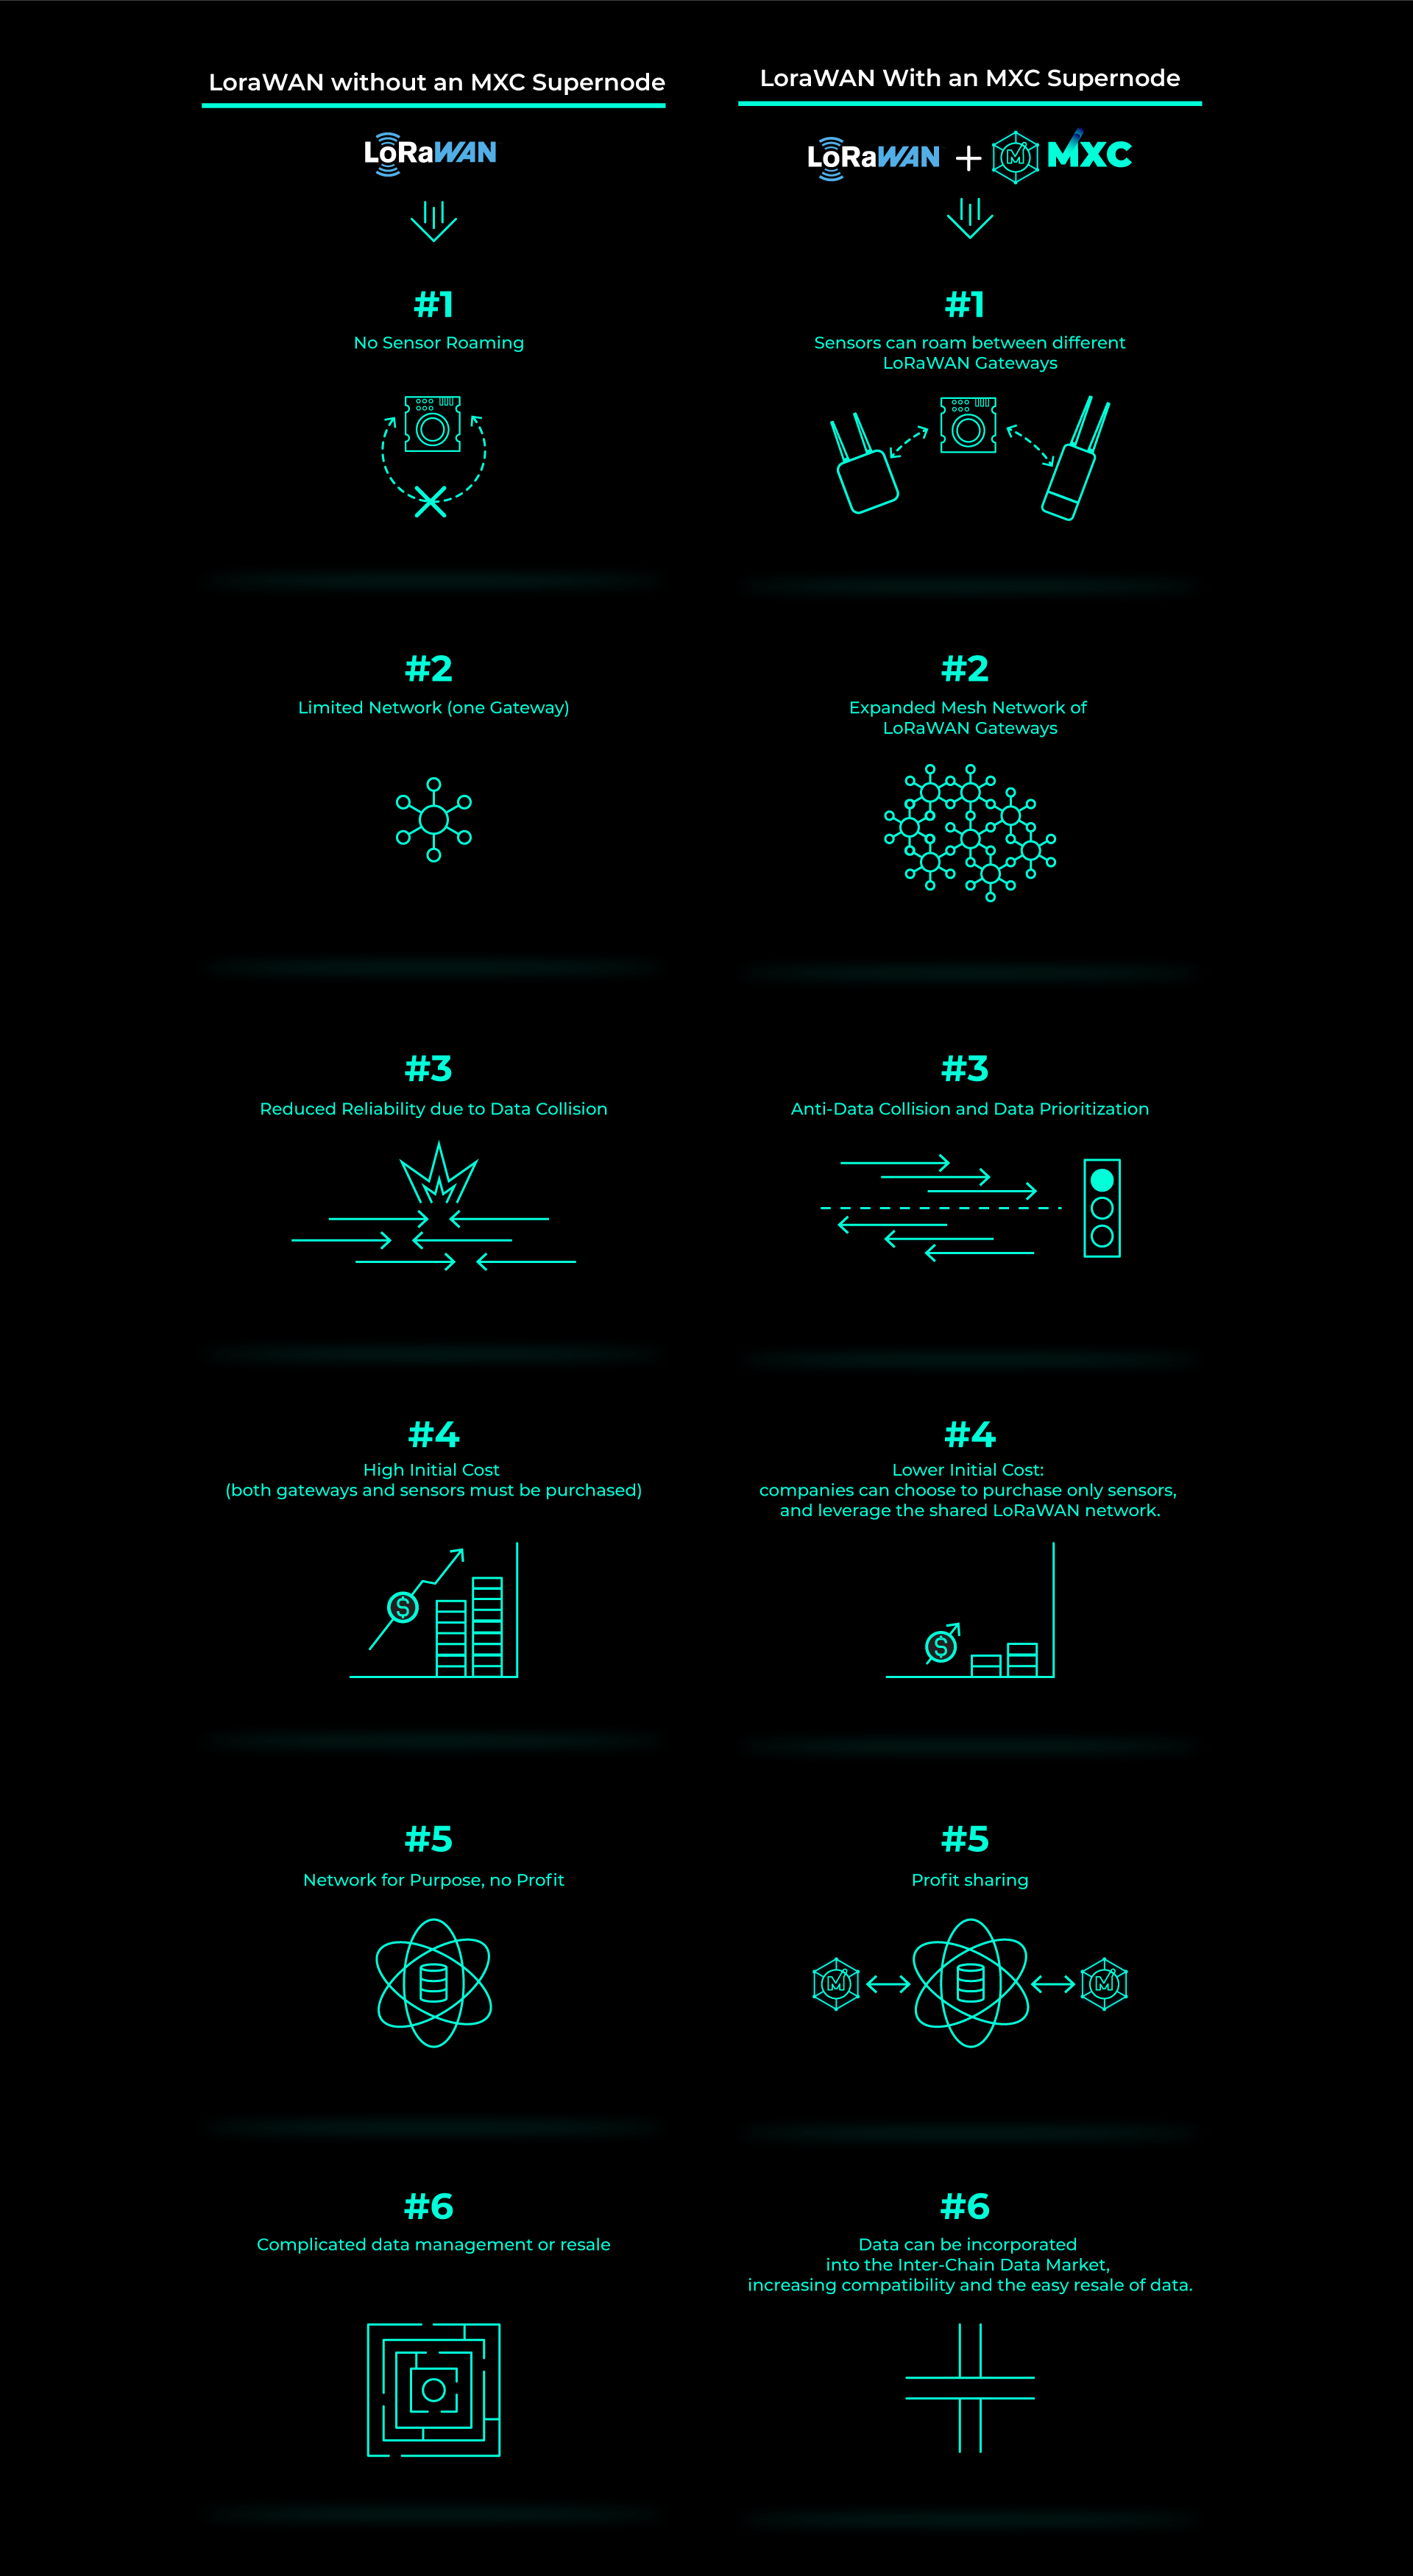 LoraWAN without an MXC Supernode
LoRaWAN
#1
No Sensor Roaming
#2
Limited Network (one Gateway)
#3
Reduced Reliability due to Data Collision
#4
High Initial Cost
(both gateways and sensors must be purchased)
$
#5
Network for Purpose, no Profit
#6
Complicated data management or resale
LoraWAN With an MXC Supernode
LoRaWAN + M MXC
#1
Sensors can roam between different
LoRaWAN Gateways
#2
Expanded Mesh Network of
LoRaWAN Gateways
#3
Anti-Data Collision and Data Prioritization
#4
Lower Initial Cost:
companies can choose to purchase only sensors,
and leverage the shared LoRaWAN network.
$
#5
Profit sharing
M M
#6
Data can be incorporated
into the Inter-Chain Data Market,
increasing compatibility and the easy resale of data.